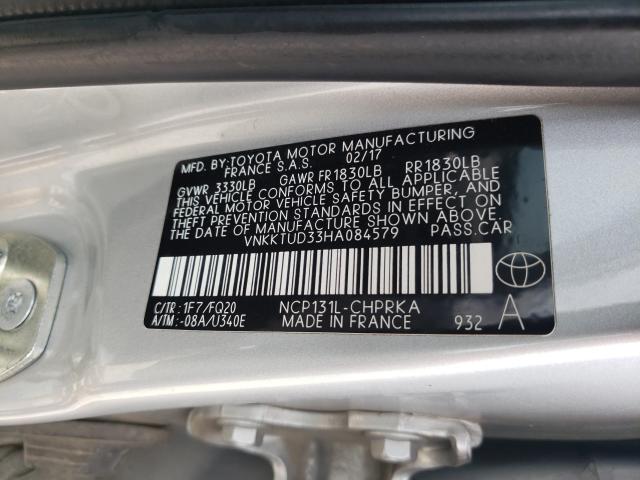 MFD. BY: TOYOTA MOTOR MANUFACTURING
FRANCE S.A.S. 02/17
GVWR 3330LB GAWR FR1830LB RR1830LB
THIS VEHICLE CONFORMS TO ALL APPLICABLE
FEDERAL MOTOR VEHICLE SAFETY, BUMPER, AND
THEFT PREVENTION STANDARDS IN EFFECT ON
THE DATE OF MANUFACTURE SHOWN ABOVE.
VNKKTUD33HA084579 PASS.CAR
C/TR: 1F7/FQ20 NCP131L-CHPRKA
A/TM: -08A/U340E MADE IN FRANCE 932 A